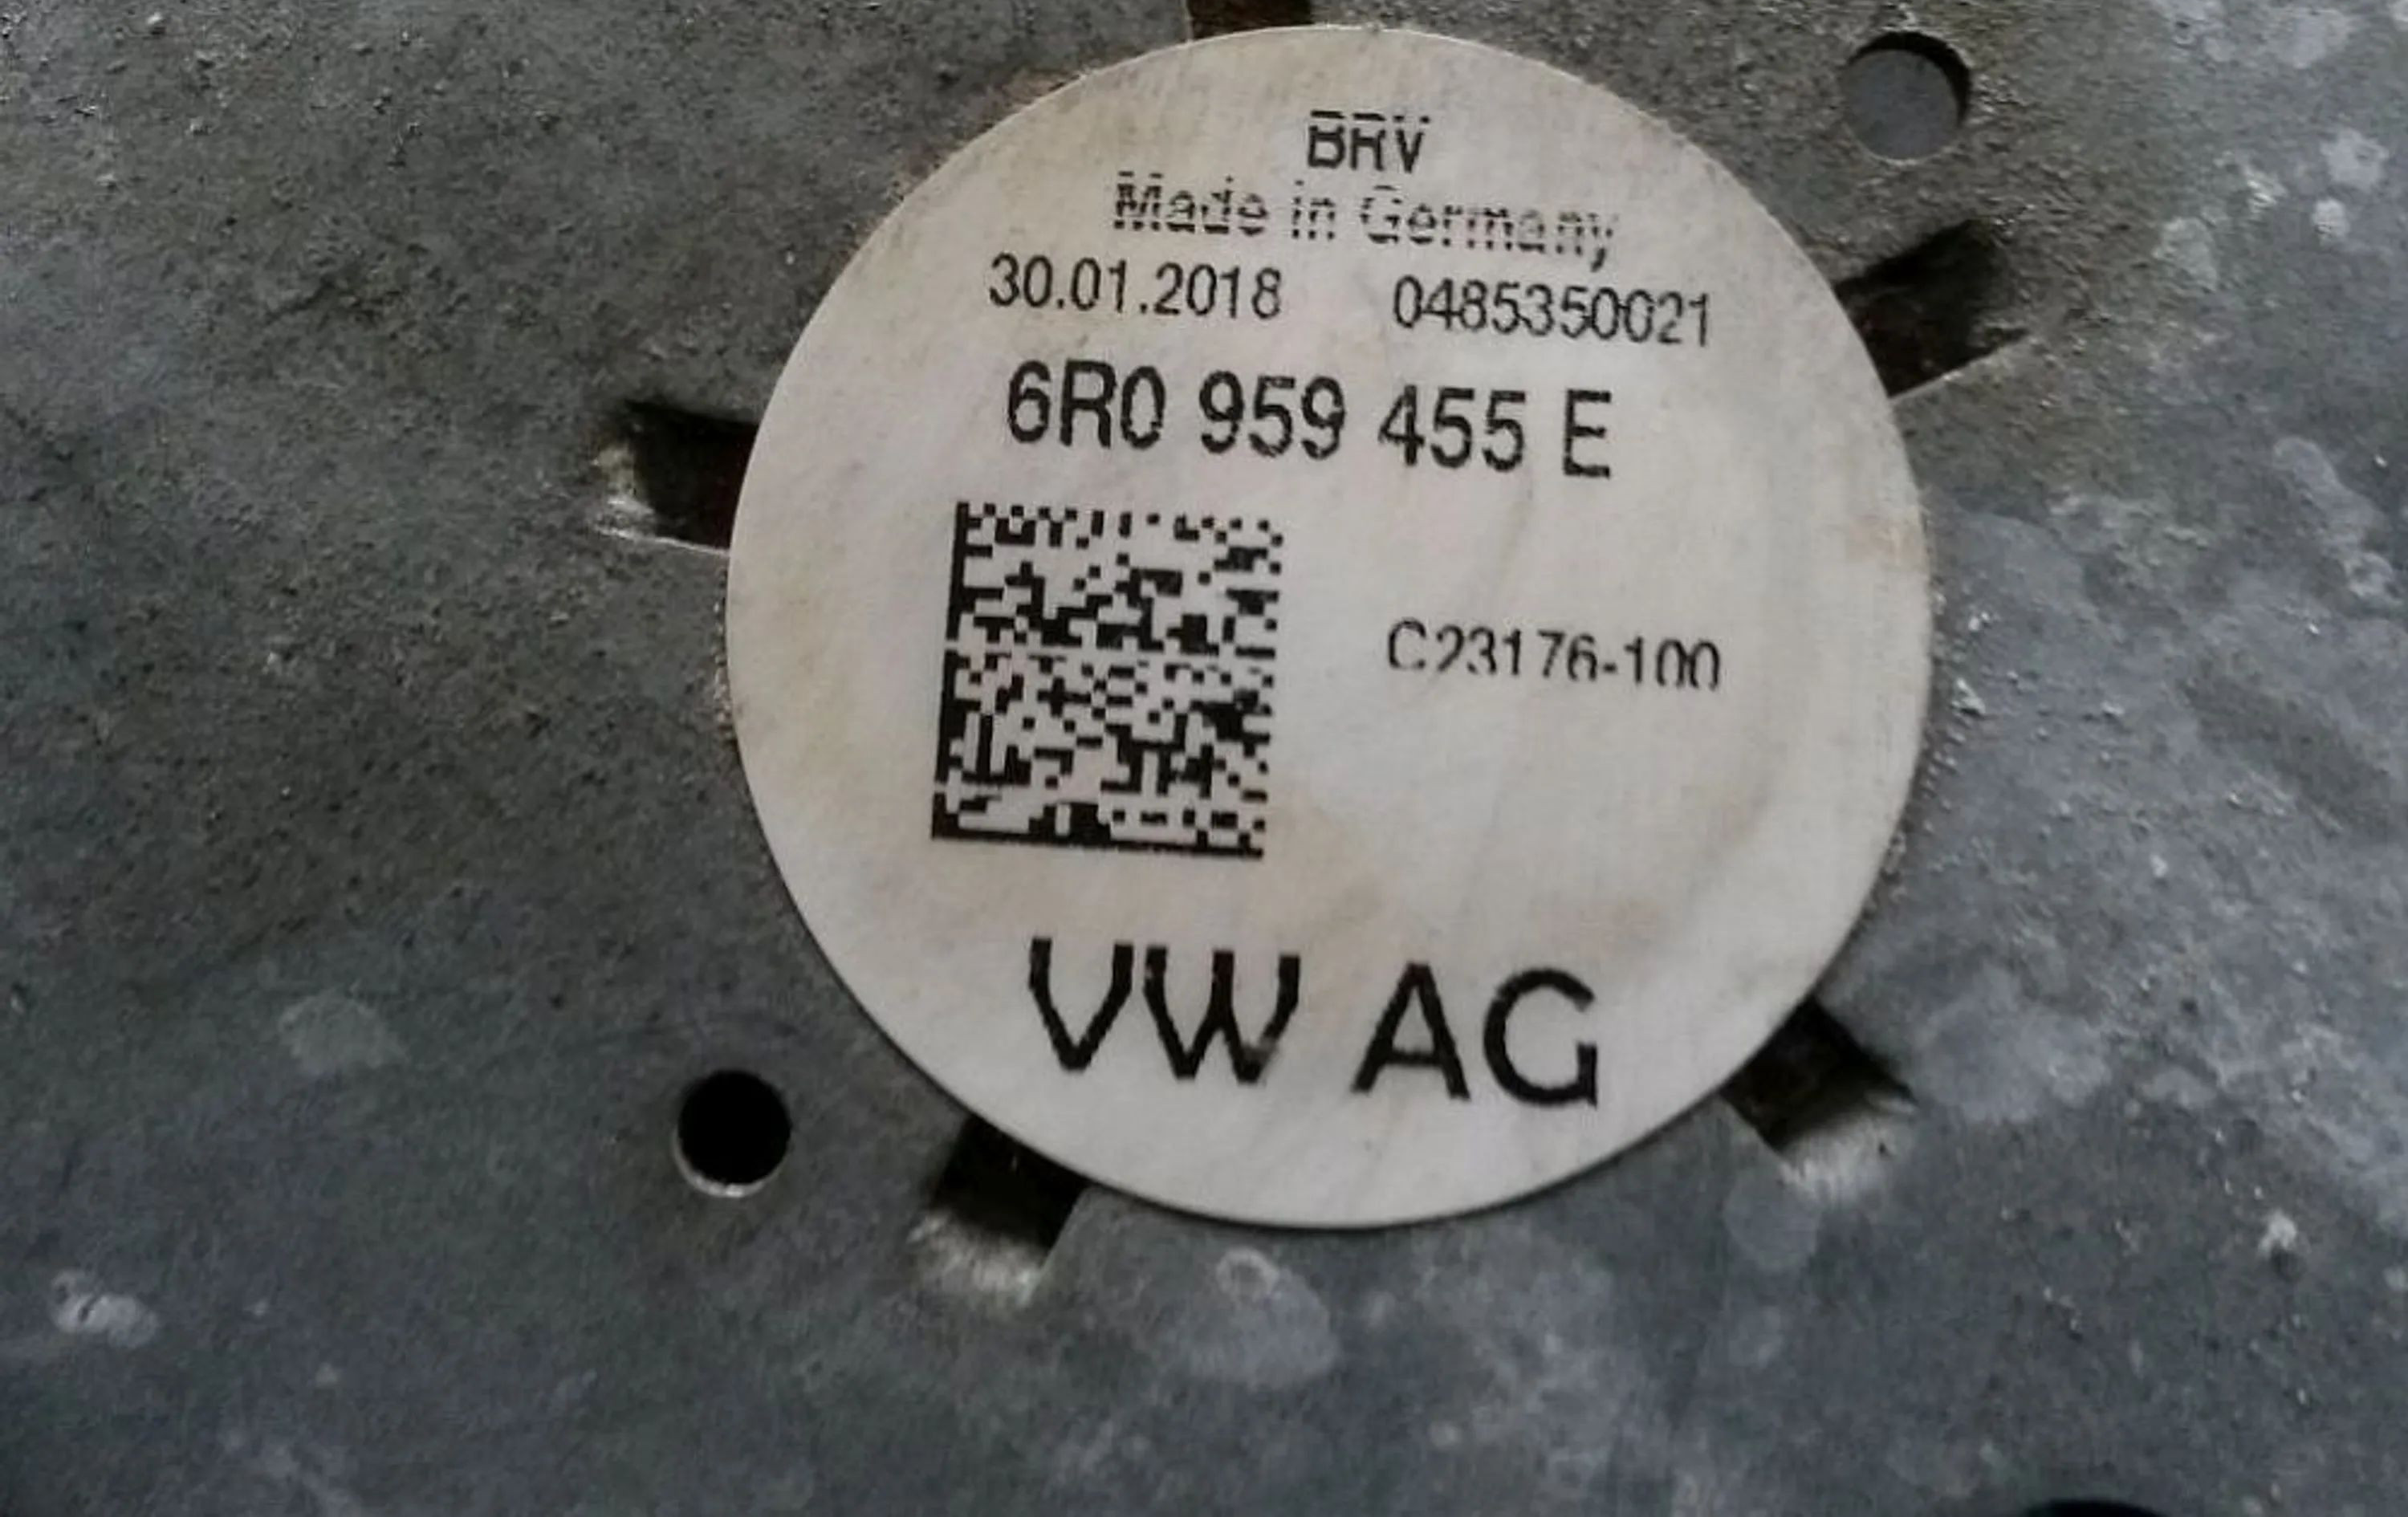 BRV
Made in Germany
30.01.2018 0485350021
6R0 959 455 E
C23176-100
VW AG